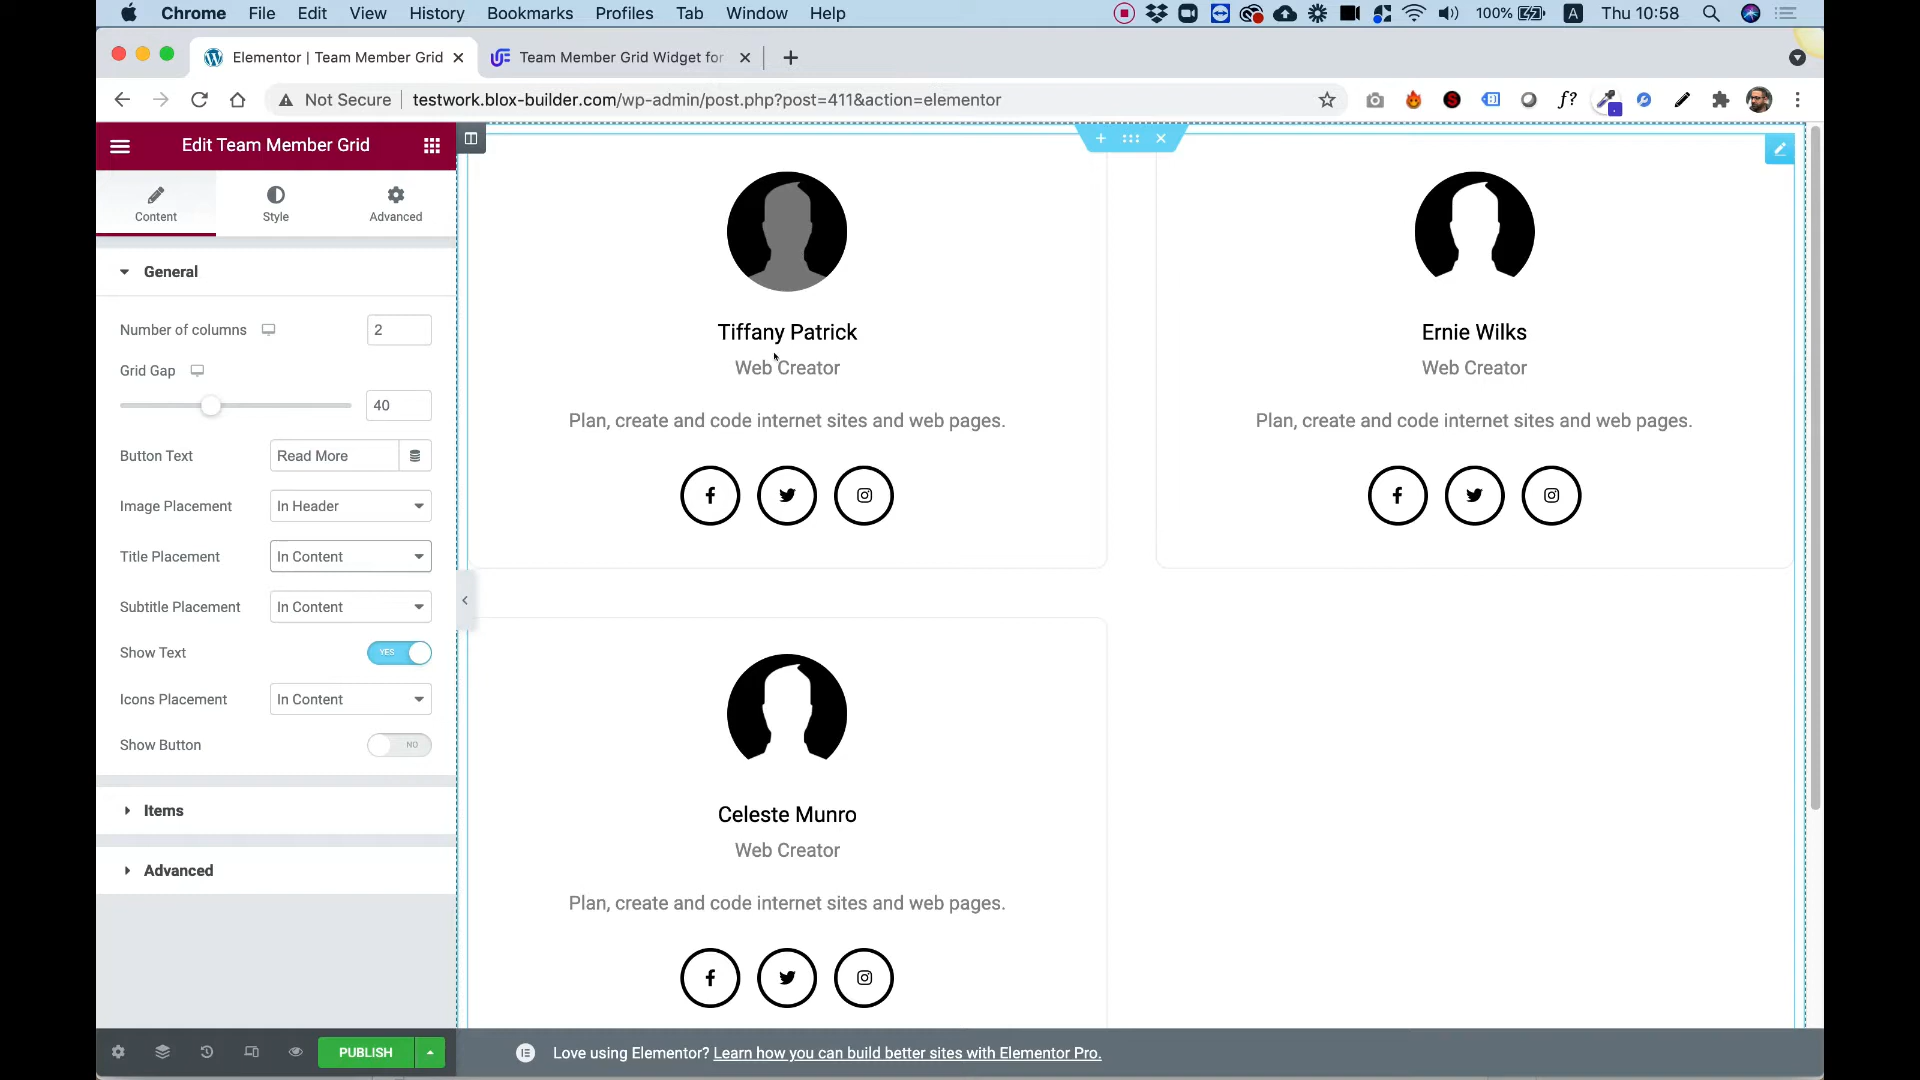 Chrome File Edit View History Bookmarks Profiles Tab Window Help 100% A Thu 10:58
Elementor | Team Member Grid Team Member Grid Widget for
Not Secure testwork.blox-builder.com/wp-admin/post.php?post=411&action=elementor f?
Edit Team Member Grid
Content Style Advanced
General
Number of columns 2
Grid Gap
40
Button Text Read More
Image Placement In Header
Title Placement In Content
Subtitle Placement In Content
Show Text YES
Icons Placement In Content
Show Button NO
Items
Advanced
PUBLISH
Tiffany Patrick
Web Creator
Plan, create and code internet sites and web pages.
Ernie Wilks
Web Creator
Plan, create and code internet sites and web pages.
Celeste Munro
Web Creator
Plan, create and code internet sites and web pages.
Love using Elementor? Learn how you can build better sites with Elementor Pro.